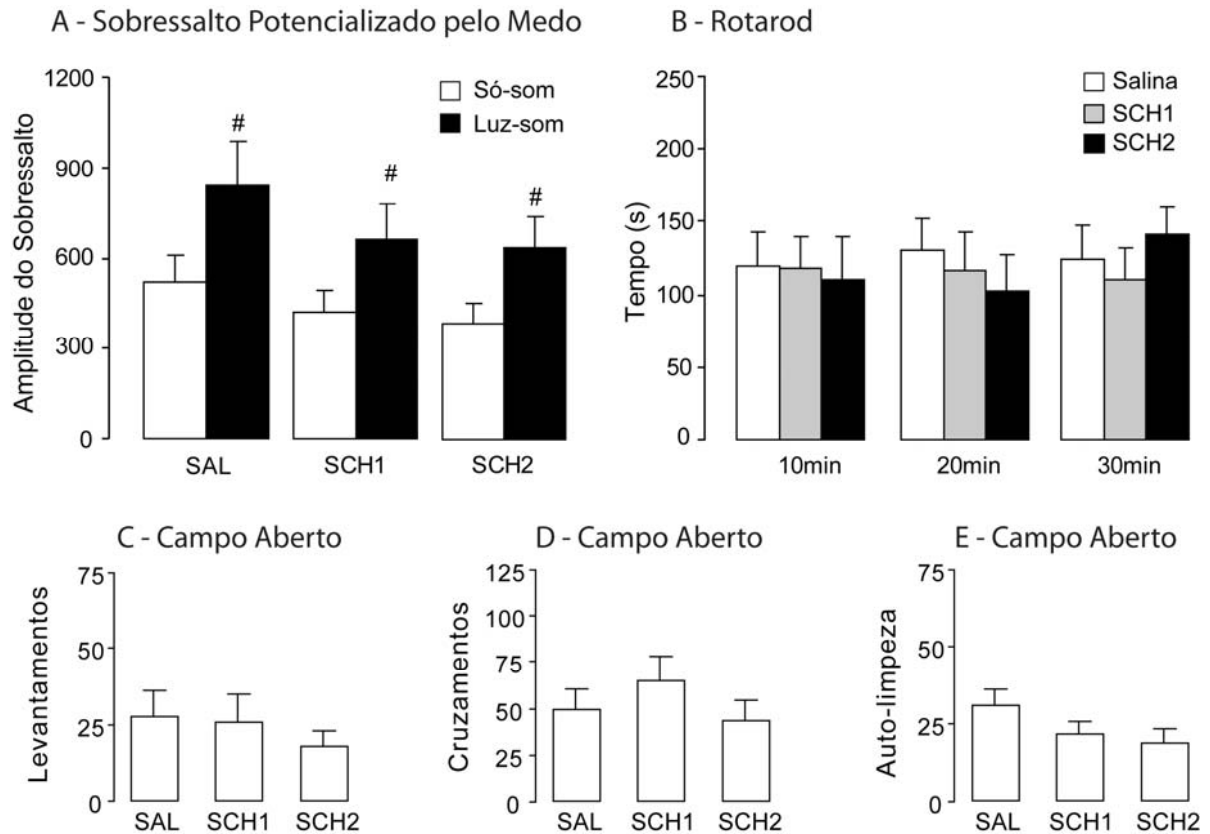 A - Sobressalto Potencializado pelo Medo
Amplitude do Sobressalto
1200
900
600
300
0
Só-som
Luz-som
#
#
#
SAL
SCH1
SCH2
B - Rotarod
Tempo (s)
250
200
150
100
50
0
Salina
SCH1
SCH2
10min
20min
30min
C - Campo Aberto
Levantamentos
75
50
25
0
SAL
SCH1
SCH2
D - Campo Aberto
Cruzamentos
125
100
75
50
25
0
SAL
SCH1
SCH2
E - Campo Aberto
Auto-limpeza
75
50
25
0
SAL
SCH1
SCH2